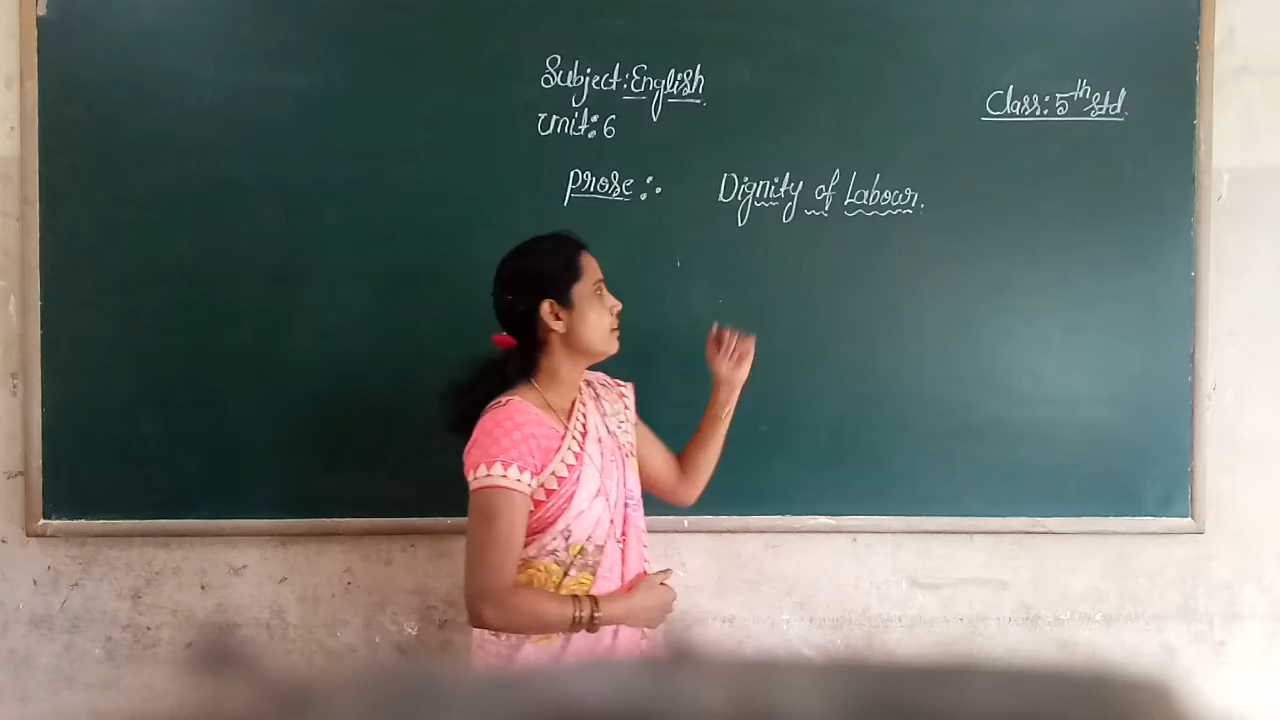 Subject: English
Class: 5th Std.
Unit: 6
Prose :. Dignity of Labour.